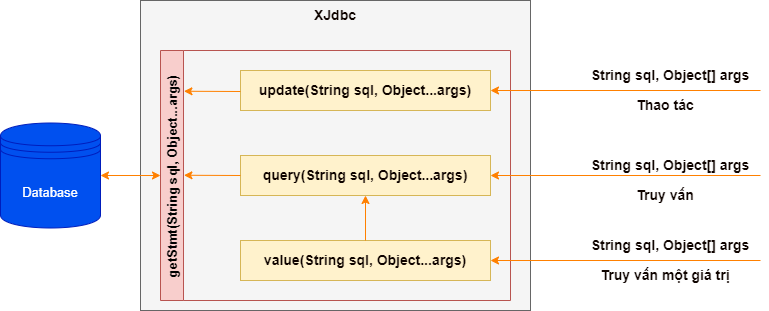 XJdbc
Database
getStmt(String sql, Object...args)
update(String sql, Object...args)
String sql, Object[] args
Thao tác
query(String sql, Object...args)
String sql, Object[] args
Truy vấn
value(String sql, Object...args)
String sql, Object[] args
Truy vấn một giá trị